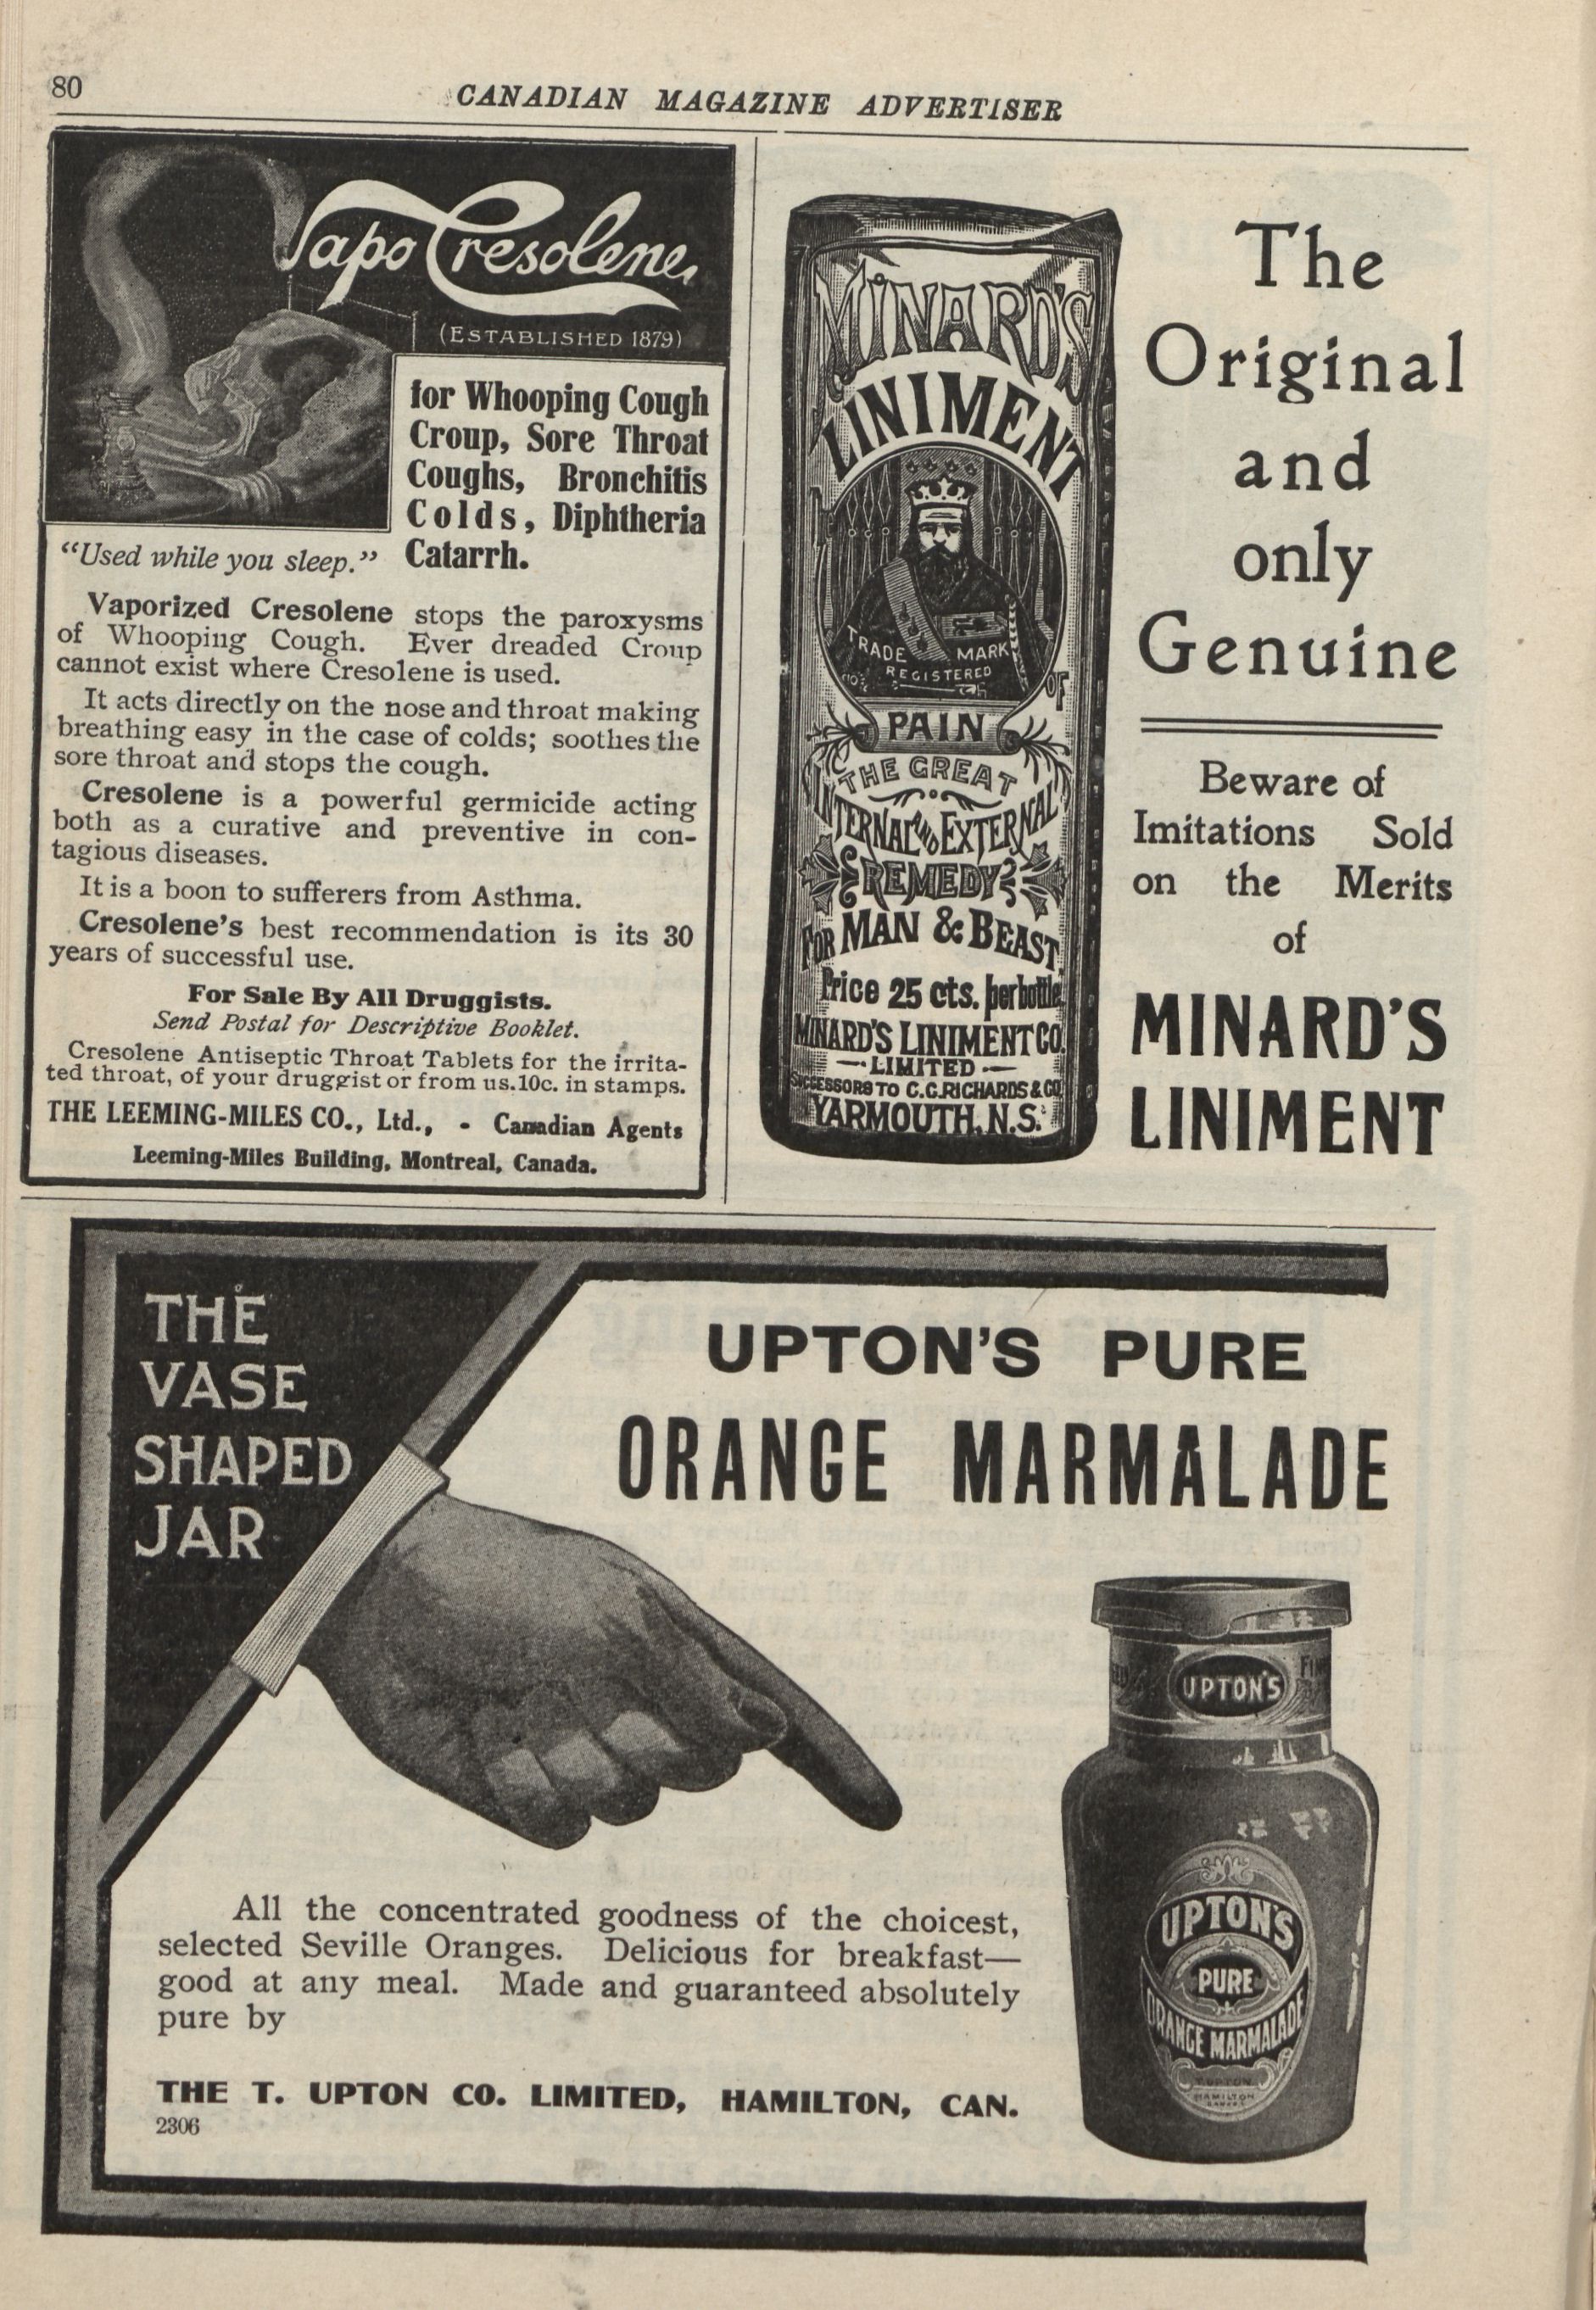 80
CANADIAN MAGAZINE ADVERTISER
Vapo Cresolene
(ESTABLISHED 1879)
for Whooping Cough
Croup, Sore Throat
Coughs, Bronchitis
Colds, Diphtheria
Catarrh.
"Used while you sleep."
Vaporized Cresolene stops the paroxysms
of Whooping Cough. Ever dreaded Croup
cannot exist where Cresolene is used.
It acts directly on the nose and throat making
breathing easy in the case of colds; soothes the
sore throat and stops the cough.
Cresolene is a powerful germicide acting
both as a curative and preventive in con-
tagious diseases.
It is a boon to sufferers from Asthma.
Cresolene's best recommendation is its 30
years of successful use.
For Sale By All Druggists.
Send Postal for Descriptive Booklet.
Cresolene Antiseptic Throat Tablets for the irrita-
ted throat, of your druggist or from us. 10c. in stamps.
THE LEEMING-MILES CO., Ltd., - Canadian Agents
Leeming-Miles Building, Montreal, Canada.
MINARD'S
LINIMENT
TRADE MARK
REGISTERED
OF
PAIN
THE GREAT
INTERNAL AND EXTERNAL
REMEDY
FOR MAN & BEAST
Price 25 cts. per bottle
MINARD'S LINIMENT CO.
LIMITED
SUCCESSORS TO C.C. RICHARDS & CO
YARMOUTH, N.S.
The
Original
and
only
Genuine
Beware of
Imitations Sold
on the Merits
of
MINARD'S
LINIMENT
THE
VASE
SHAPED
JAR
UPTON'S PURE
ORANGE MARMALADE
UPTON'S
UPTON'S
PURE
ORANGE MARMALADE
T. UPTON
HAMILTON
All the concentrated goodness of the choicest,
selected Seville Oranges. Delicious for breakfast—
good at any meal. Made and guaranteed absolutely
pure by
THE T. UPTON CO. LIMITED, HAMILTON, CAN.
2306